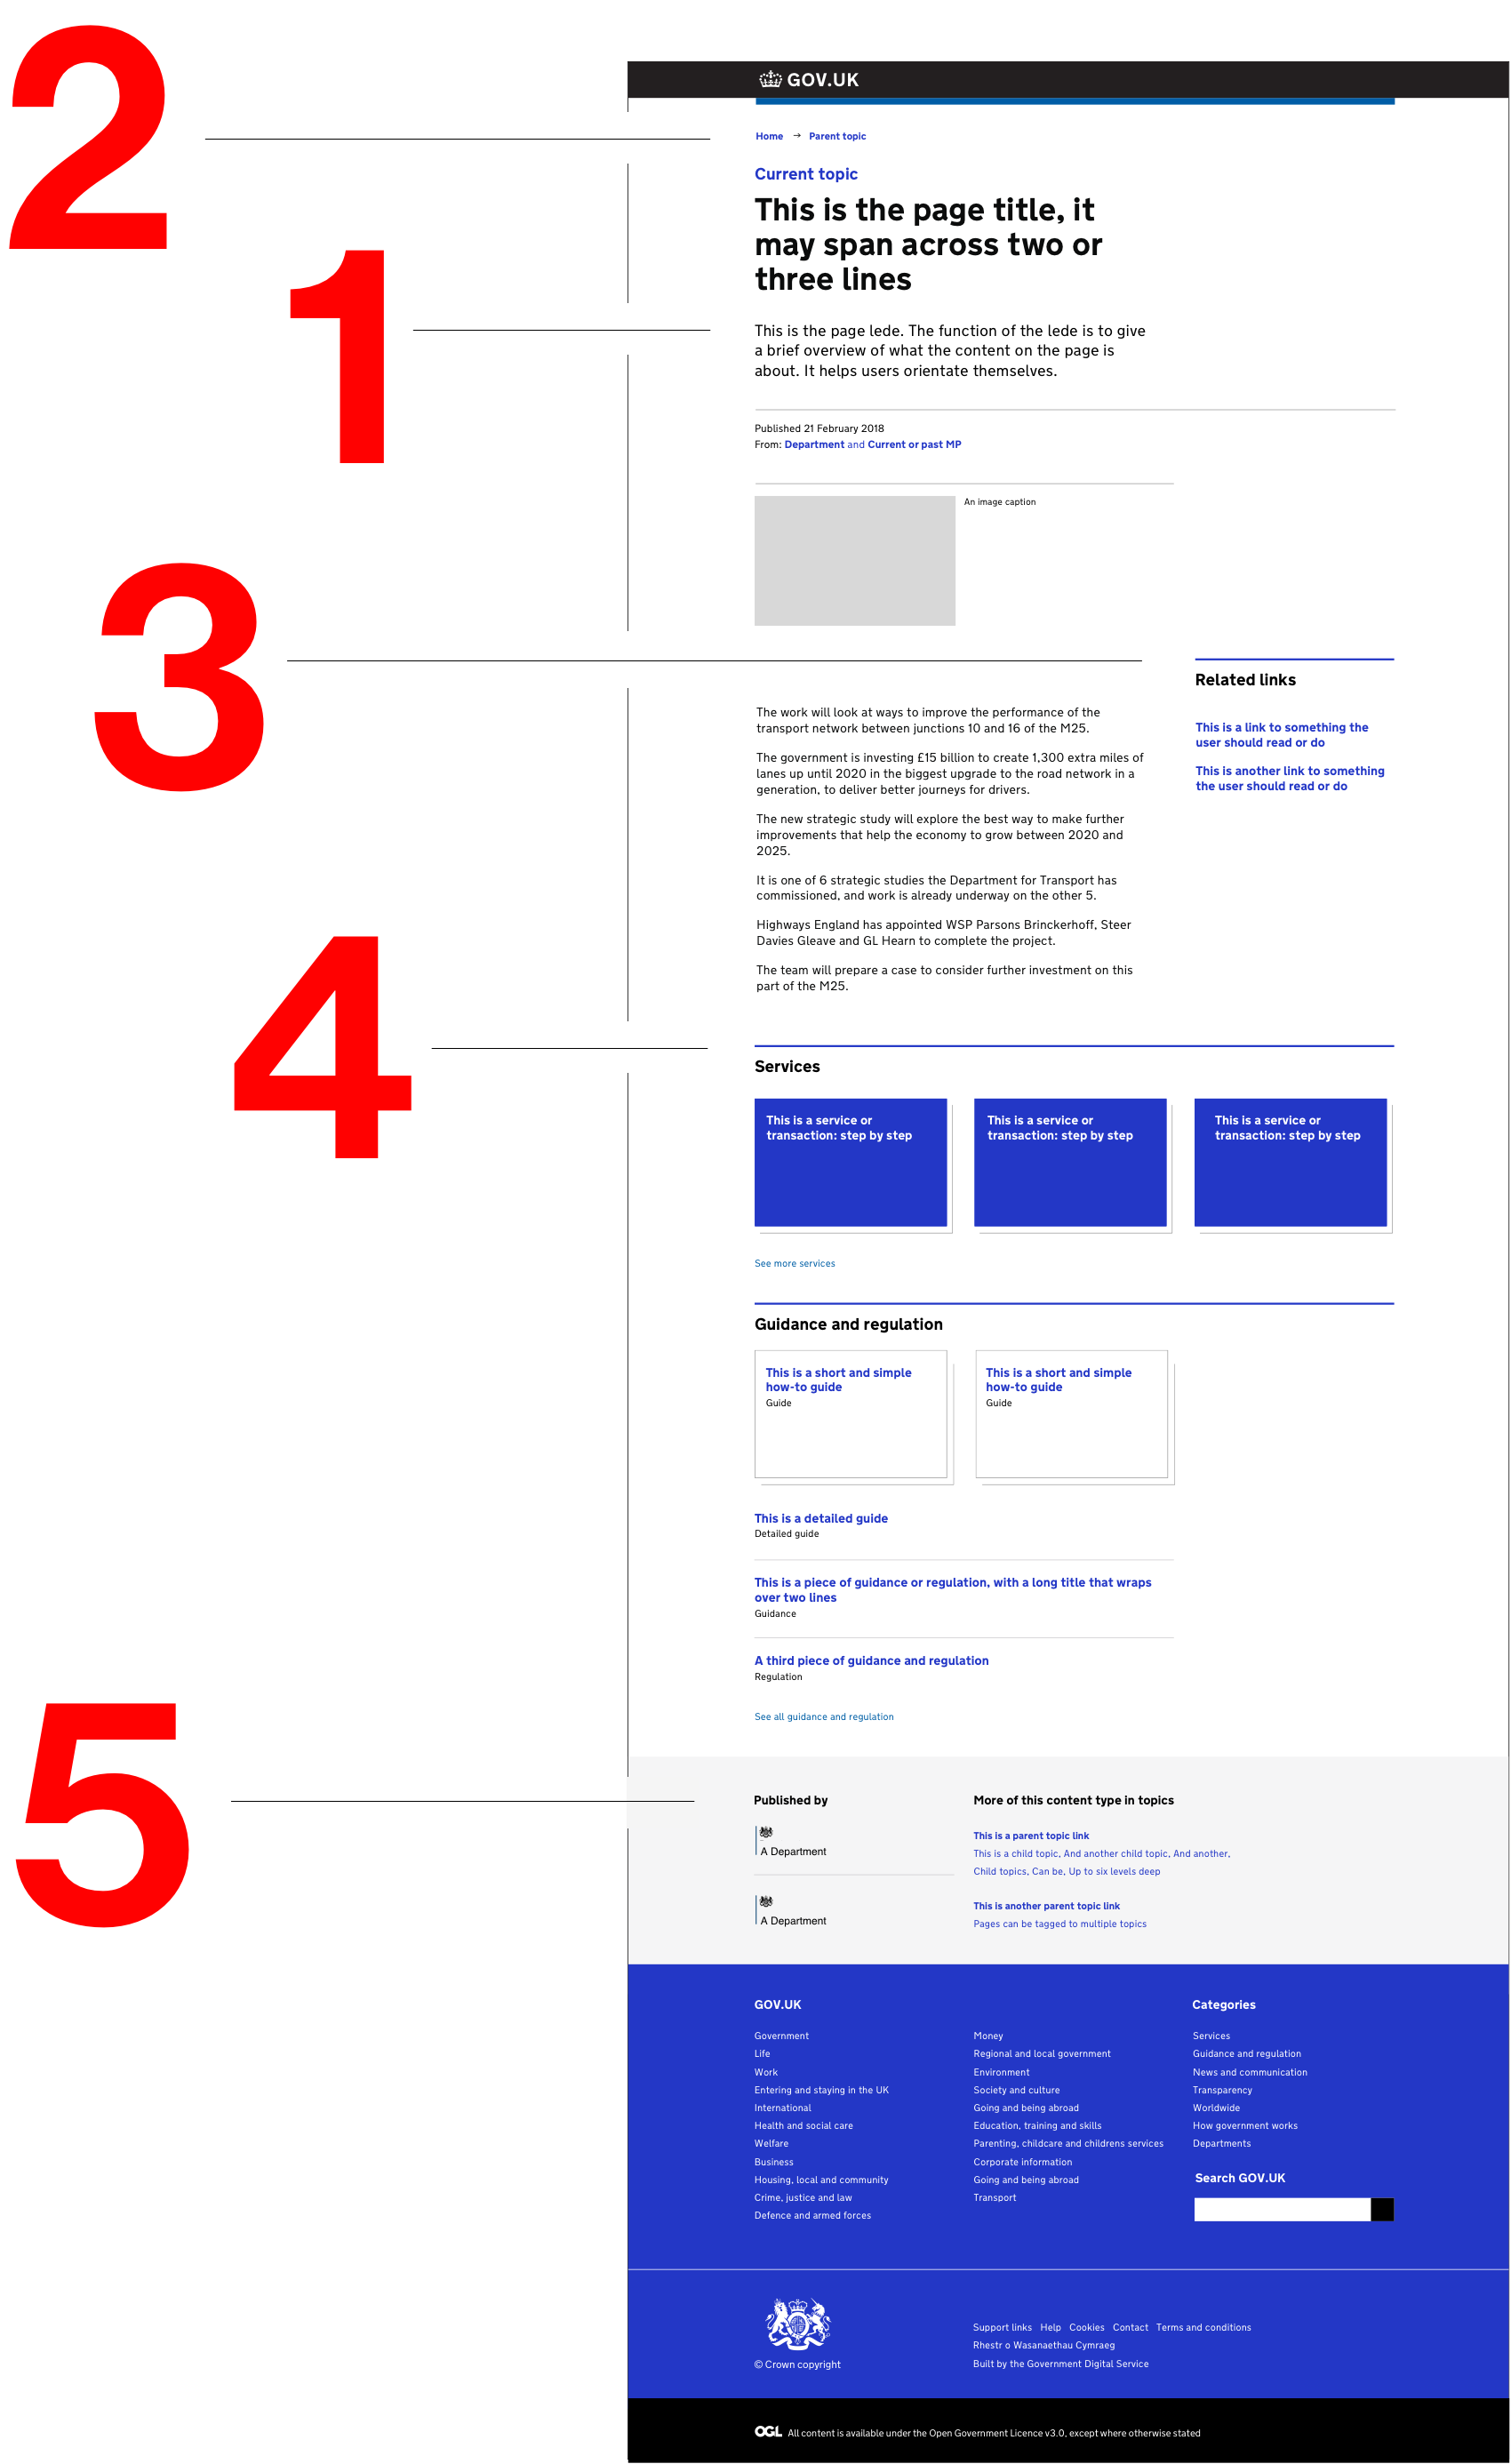 2
GOV.UK
Home → Parent topic
Current topic
This is the page title, it
may span across two or
three lines
1
This is the page lede. The function of the lede is to give
a brief overview of what the content on the page is
about. It helps users orientate themselves.
Published 21 February 2018
From: Department and Current or past MP
An image caption
3
The work will look at ways to improve the performance of the
transport network between junctions 10 and 16 of the M25.
The government is investing £15 billion to create 1,300 extra miles of
lanes up until 2020 in the biggest upgrade to the road network in a
generation, to deliver better journeys for drivers.
The new strategic study will explore the best way to make further
improvements that help the economy to grow between 2020 and
2025.
It is one of 6 strategic studies the Department for Transport has
commissioned, and work is already underway on the other 5.
Highways England has appointed WSP Parsons Brinckerhoff, Steer
Davies Gleave and GL Hearn to complete the project.
The team will prepare a case to consider further investment on this
part of the M25.
Related links
This is a link to something the
user should read or do
This is another link to something
the user should read or do
4
Services
This is a service or
transaction: step by step
This is a service or
transaction: step by step
This is a service or
transaction: step by step
See more services
Guidance and regulation
This is a short and simple
how-to guide
Guide
This is a short and simple
how-to guide
Guide
This is a detailed guide
Detailed guide
This is a piece of guidance or regulation, with a long title that wraps
over two lines
Guidance
A third piece of guidance and regulation
Regulation
See all guidance and regulation
5
Published by
A Department
A Department
More of this content type in topics
This is a parent topic link
This is a child topic, And another child topic, And another,
Child topics, Can be, Up to six levels deep
This is another parent topic link
Pages can be tagged to multiple topics
GOV.UK
Government
Life
Work
Entering and staying in the UK
International
Health and social care
Welfare
Business
Housing, local and community
Crime, justice and law
Defence and armed forces
Money
Regional and local government
Environment
Society and culture
Going and being abroad
Education, training and skills
Parenting, childcare and childrens services
Corporate information
Going and being abroad
Transport
Categories
Services
Guidance and regulation
News and communication
Transparency
Worldwide
How government works
Departments
Search GOV.UK
© Crown copyright
Support links Help Cookies Contact Terms and conditions
Rhestr o Wasanaethau Cymraeg
Built by the Government Digital Service
OGL All content is available under the Open Government Licence v3.0, except where otherwise stated